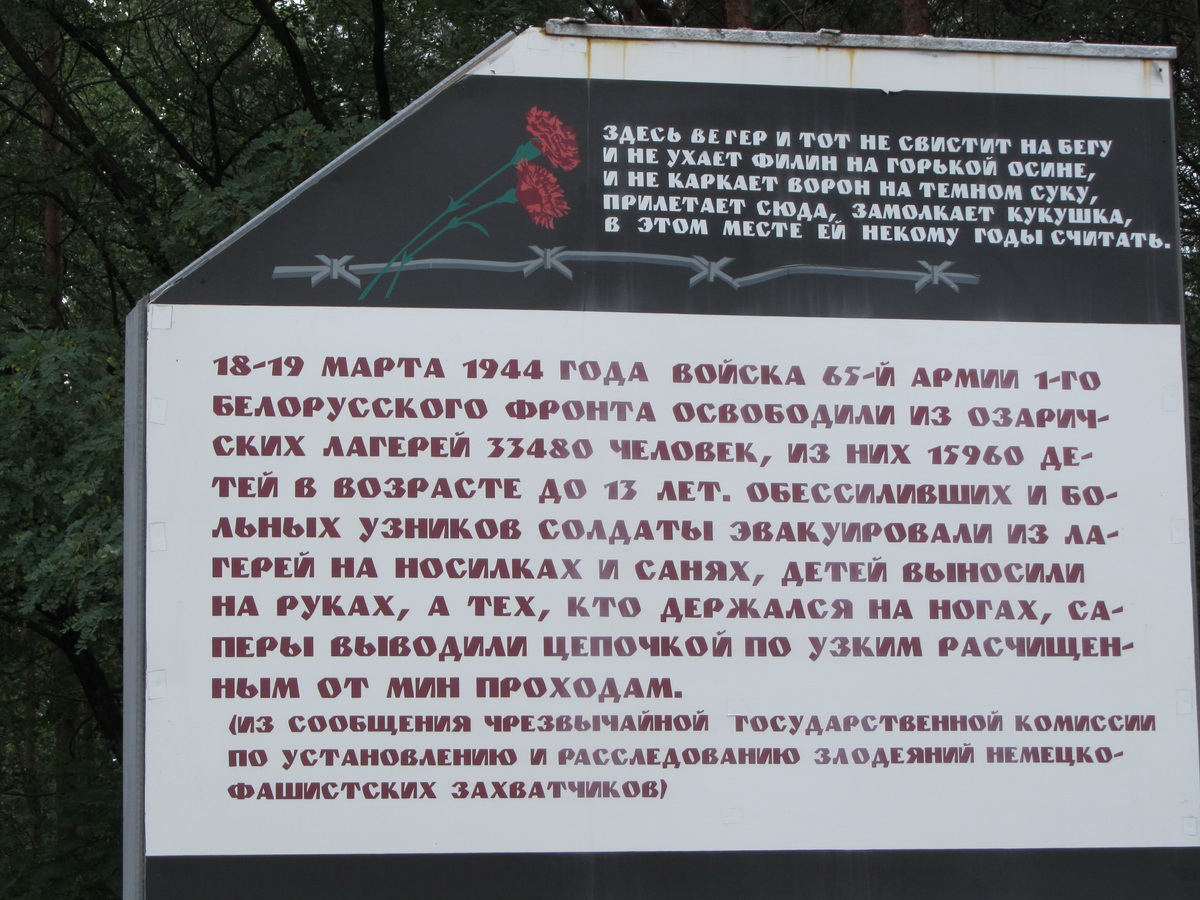 ЗДЕСЬ ВЕТЕР И ТОТ НЕ СВИСТИТ НА БЕГУ
И НЕ УХАЕТ ФИЛИН НА ГОРЬКОЙ ОСИНЕ,
И НЕ КАРКАЕТ ВОРОН НА ТЕМНОМ СУКУ,
ПРИЛЕТАЕТ СЮДА, ЗАМОЛКАЕТ КУКУШКА,
В ЭТОМ МЕСТЕ ЕЙ НЕКОМУ ГОДЫ СЧИТАТЬ.
18-19 МАРТА 1944 ГОДА ВОЙСКА 65-Й АРМИИ 1-ГО
БЕЛОРУССКОГО ФРОНТА ОСВОБОДИЛИ ИЗ ОЗАРИЧ-
СКИХ ЛАГЕРЕЙ 33480 ЧЕЛОВЕК, ИЗ НИХ 15960 ДЕ-
ТЕЙ В ВОЗРАСТЕ ДО 13 ЛЕТ. ОБЕССИЛИВШИХ И БО-
ЛЬНЫХ УЗНИКОВ СОЛДАТЫ ЭВАКУИРОВАЛИ ИЗ ЛА-
ГЕРЕЙ НА НОСИЛКАХ И САНЯХ, ДЕТЕЙ ВЫНОСИЛИ
НА РУКАХ, А ТЕХ, КТО ДЕРЖАЛСЯ НА НОГАХ, СА-
ПЕРЫ ВЫВОДИЛИ ЦЕПОЧКОЙ ПО УЗКИМ РАСЧИЩЕН-
НЫМ ОТ МИН ПРОХОДАМ.
(ИЗ СООБЩЕНИЯ ЧРЕЗВЫЧАЙНОЙ ГОСУДАРСТВЕННОЙ КОМИССИИ
ПО УСТАНОВЛЕНИЮ И РАССЛЕДОВАНИЮ ЗЛОДЕЯНИЙ НЕМЕЦКО-
ФАШИСТСКИХ ЗАХВАТЧИКОВ)